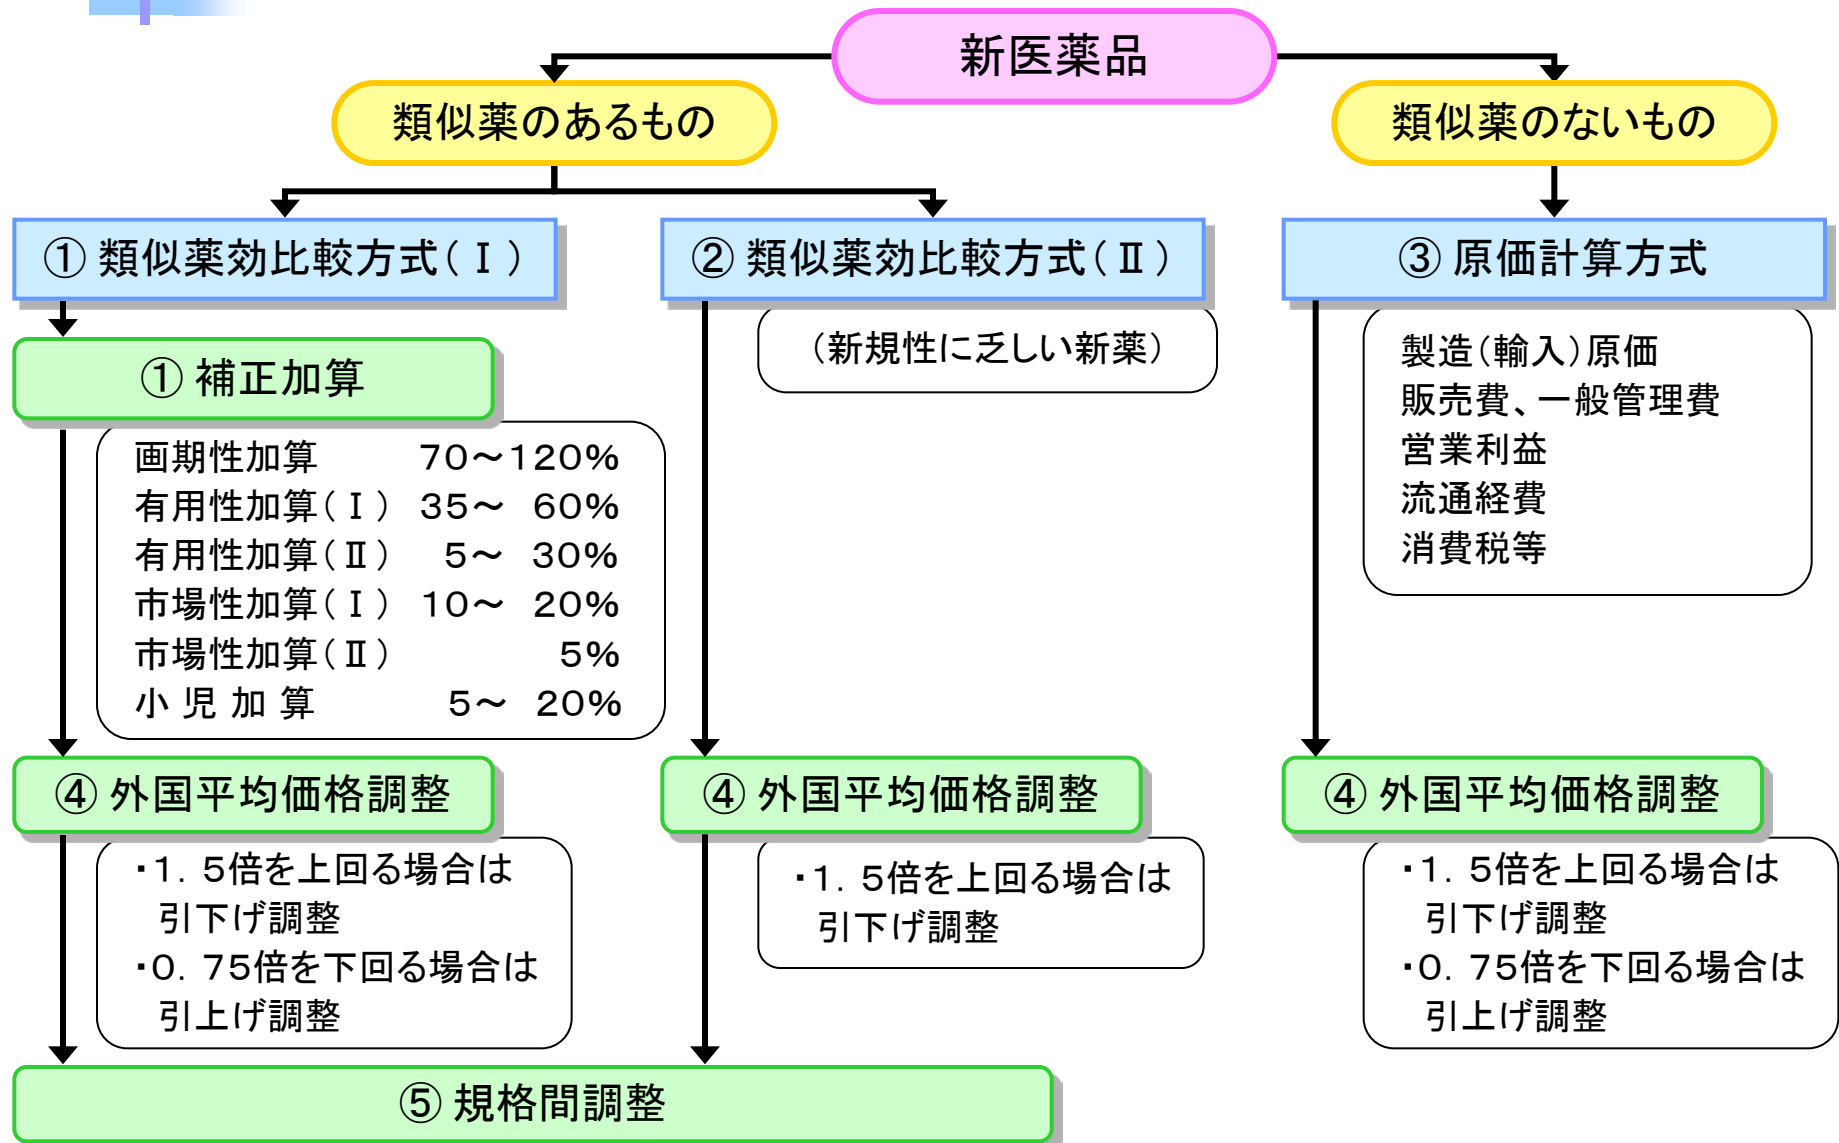 新医薬品
類似薬のあるもの
類似薬のないもの
① 類似薬効比較方式(Ⅰ)
② 類似薬効比較方式(Ⅱ)
③ 原価計算方式
(新規性に乏しい新薬)
製造(輸入)原価
販売費、一般管理費
営業利益
流通経費
消費税等
① 補正加算
画期性加算 70～120%
有用性加算(Ⅰ) 35～ 60%
有用性加算(Ⅱ) 5～ 30%
市場性加算(Ⅰ) 10～ 20%
市場性加算(Ⅱ) 5%
小 児 加 算 5～ 20%
④ 外国平均価格調整
・1．5倍を上回る場合は
引下げ調整
・0．75倍を下回る場合は
引上げ調整
④ 外国平均価格調整
・1．5倍を上回る場合は
引下げ調整
④ 外国平均価格調整
・1．5倍を上回る場合は
引下げ調整
・0．75倍を下回る場合は
引上げ調整
⑤ 規格間調整